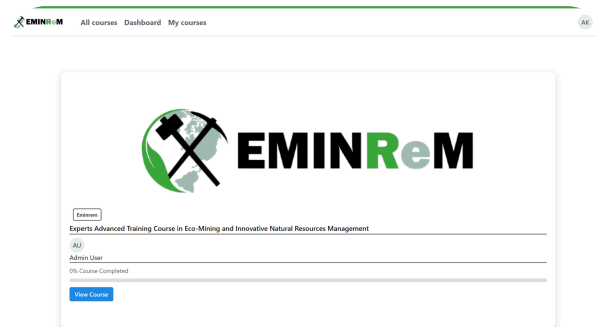 EMINReM All courses Dashboard My courses AK
EMINReM
Eminrem
Experts Advanced Training Course in Eco-Mining and Innovative Natural Resources Management
AU
Admin User
0% Course Completed
View Course